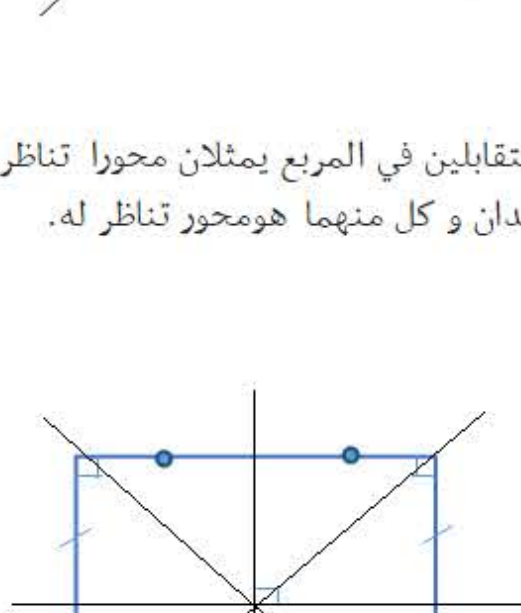 في المربع يمثلان محورا تناظر
و كل منهما هومحور تناظر له.